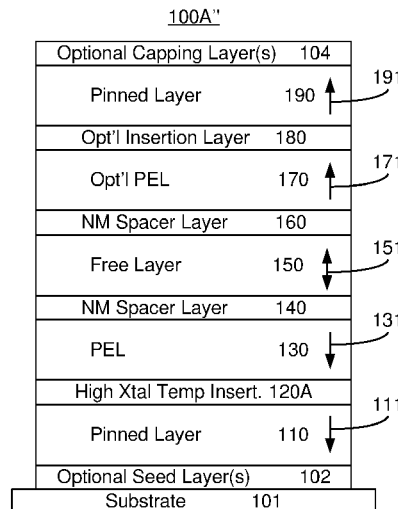 100A"
Optional Capping Layer(s) 104
Pinned Layer 190 191
Opt'l Insertion Layer 180
Opt'l PEL 170 171
NM Spacer Layer 160
Free Layer 150 151
NM Spacer Layer 140
PEL 130 131
High Xtal Temp Insert. 120A
Pinned Layer 110 111
Optional Seed Layer(s) 102
Substrate 101